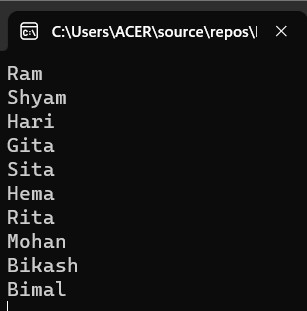 C:\Users\ACER\source\repos\
Ram
Shyam
Hari
Gita
Sita
Hema
Rita
Mohan
Bikash
Bimal